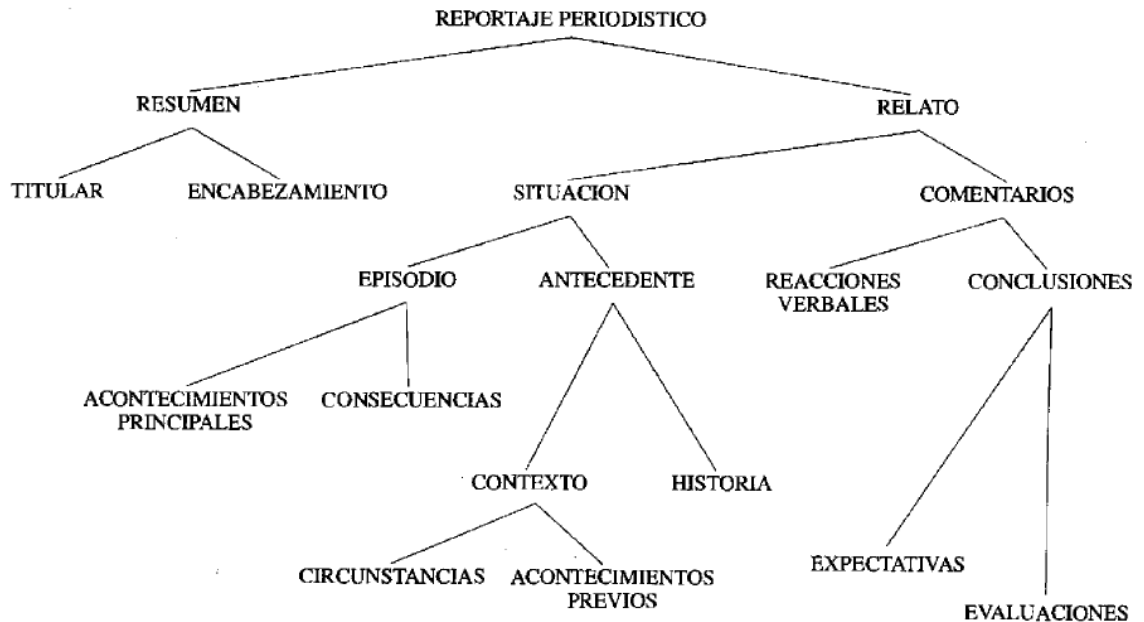 REPORTAJE PERIODISTICO
RESUMEN
RELATO
TITULAR
ENCABEZAMIENTO
SITUACION
COMENTARIOS
EPISODIO
ANTECEDENTE
REACCIONES
VERBALES
CONCLUSIONES
ACONTECIMIENTOS
PRINCIPALES
CONSECUENCIAS
CONTEXTO
HISTORIA
CIRCUNSTANCIAS
ACONTECIMIENTOS
PREVIOS
EXPECTATIVAS
EVALUACIONES